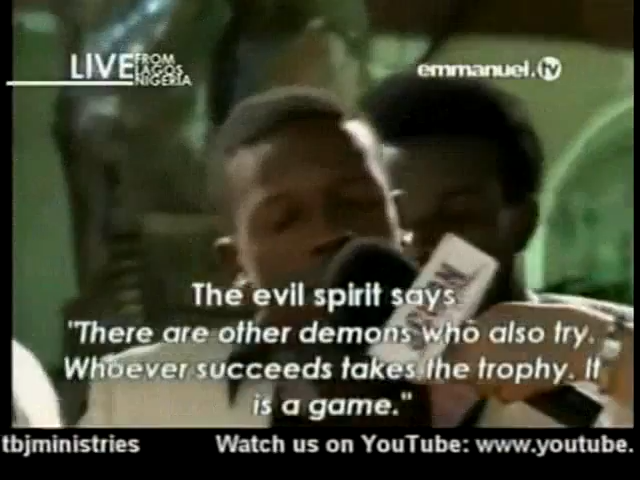 LIVE FROM LAGOS NIGERIA
emmanuel.tv
The evil spirit says
"There are other demons who also try.
Whoever succeeds takes the trophy. It
is a game."
tbjministries Watch us on YouTube: www.youtube.